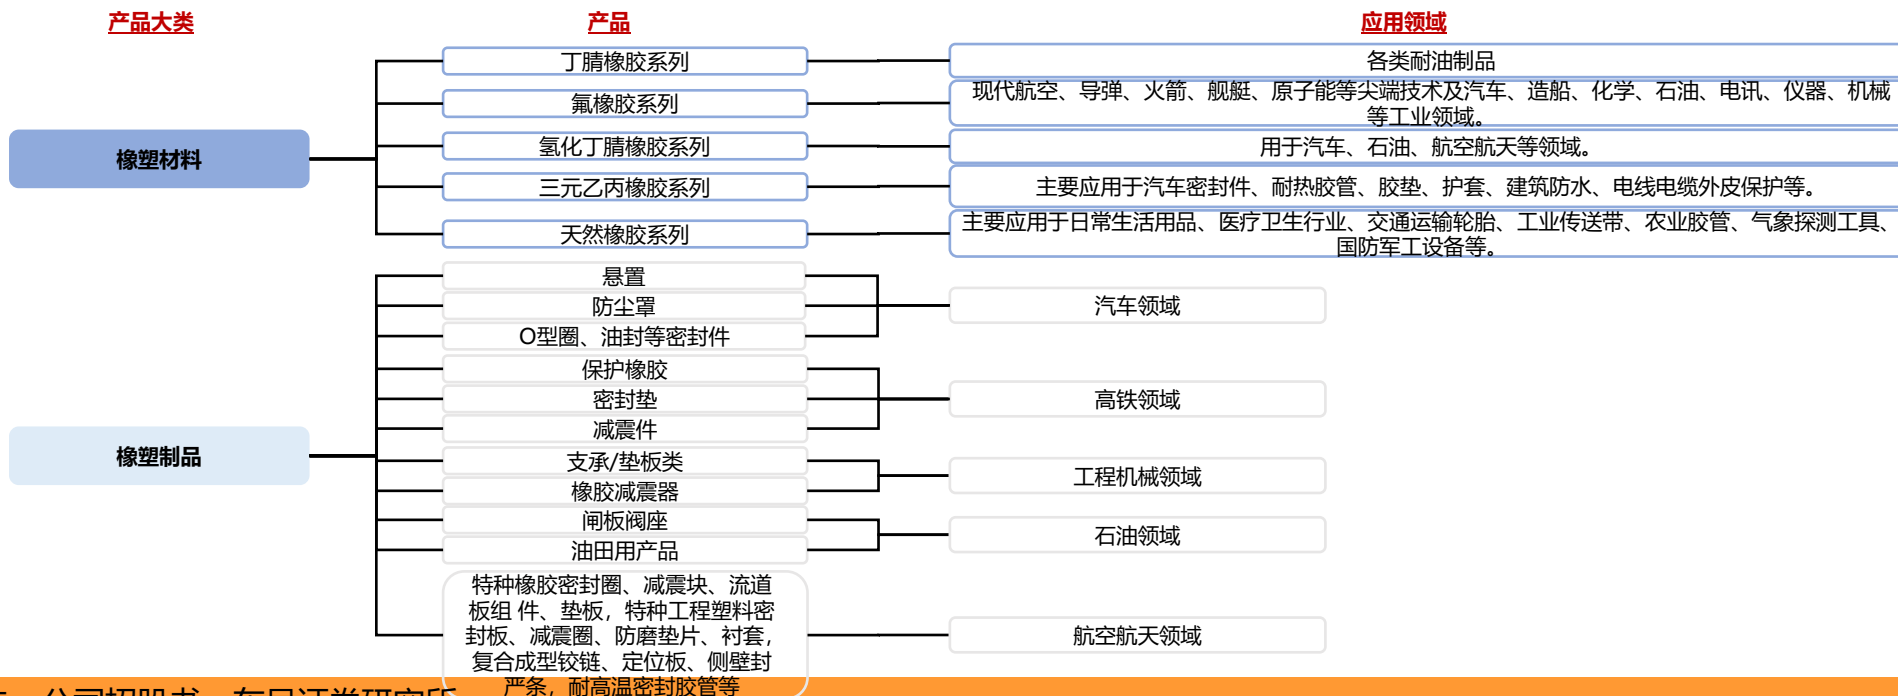 产品大类
产品
应用领域
橡塑材料
丁腈橡胶系列
各类耐油制品
氟橡胶系列
现代航空、导弹、火箭、舰艇、原子能等尖端技术及汽车、造船、化学、石油、电讯、仪器、机械
等工业领域。
氢化丁腈橡胶系列
用于汽车、石油、航空航天等领域。
三元乙丙橡胶系列
主要应用于汽车密封件、耐热胶管、胶垫、护套、建筑防水、电线电缆外皮保护等。
天然橡胶系列
主要应用于日常生活用品、医疗卫生行业、交通运输轮胎、工业传送带、农业胶管、气象探测工具、
国防军工设备等。
橡塑制品
悬置
防尘罩
O型圈、油封等密封件
汽车领域
保护橡胶
密封垫
减震件
高铁领域
支承/垫板类
橡胶减震器
工程机械领域
闸板阀座
油田用产品
石油领域
特种橡胶密封圈、减震块、流道
板组 件、垫板，特种工程塑料密
封板、减震圈、防磨垫片、衬套，
复合成型铰链、定位板、侧壁封
严条，耐高温密封胶管等
航空航天领域
公司招股书，东吴证券研究所